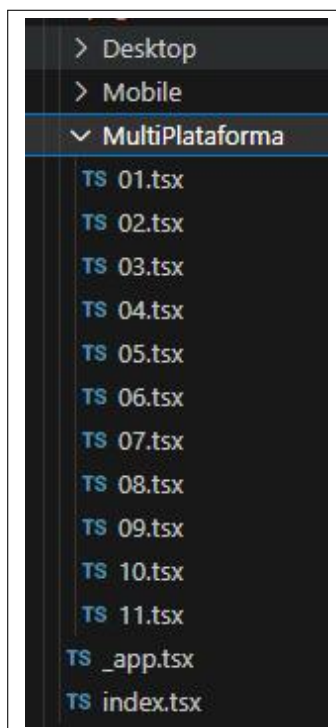 Desktop
Mobile
MultiPlataforma
TS 01.tsx
TS 02.tsx
TS 03.tsx
TS 04.tsx
TS 05.tsx
TS 06.tsx
TS 07.tsx
TS 08.tsx
TS 09.tsx
TS 10.tsx
TS 11.tsx
TS _app.tsx
TS index.tsx